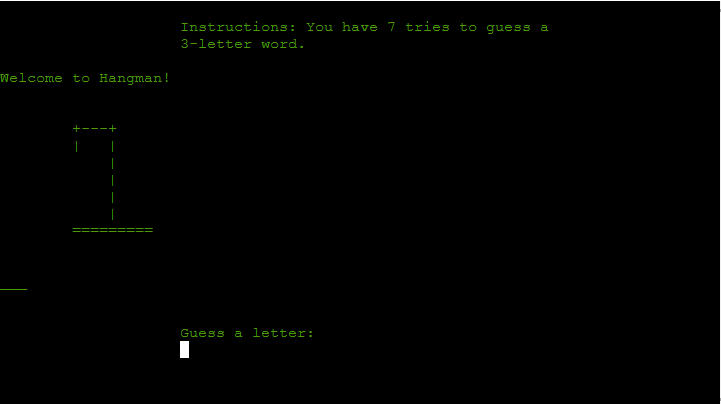 Instructions: You have 7 tries to guess a
3-letter word.
Welcome to Hangman!
+---+
|   |
    |
    |
    |
    |
=========
___
Guess a letter: